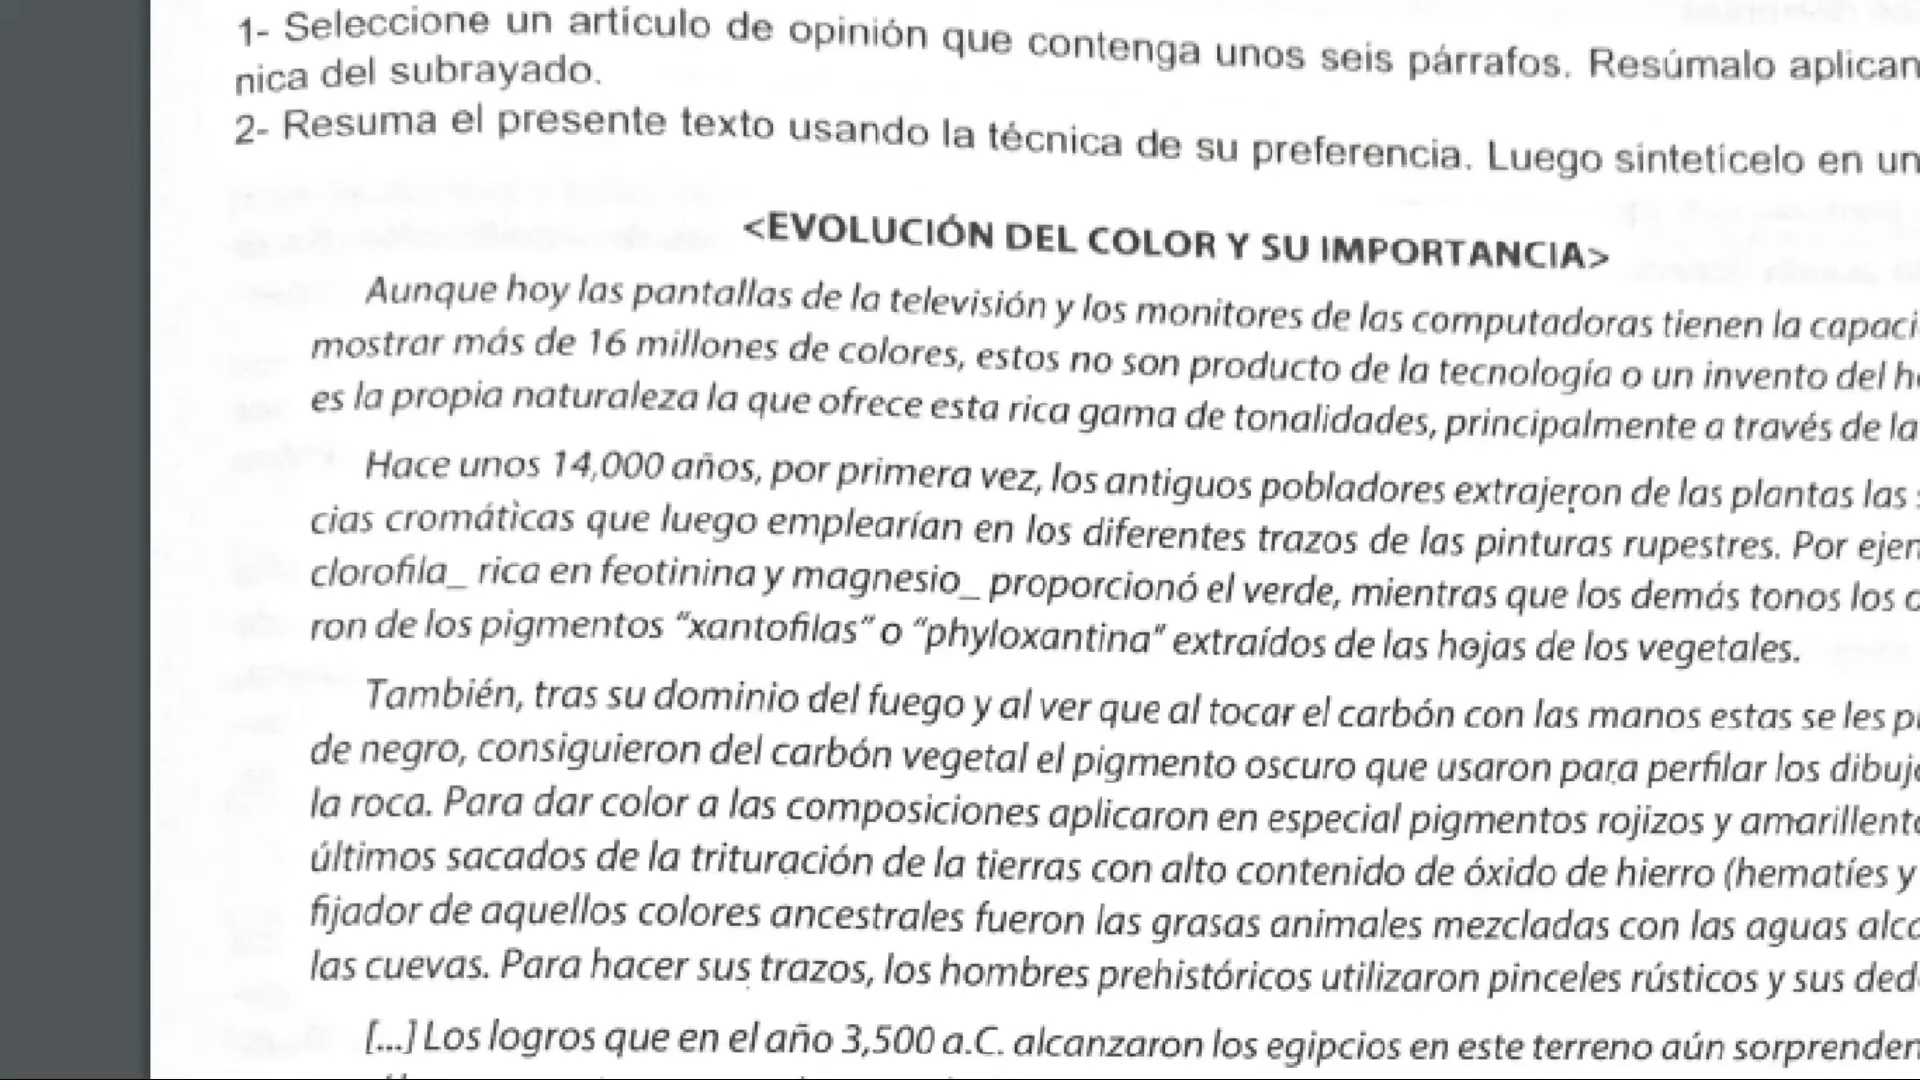 1- Seleccione un artículo de opinión que contenga unos seis párrafos. Resúmalo aplican
nica del subrayado.
2- Resuma el presente texto usando la técnica de su preferencia. Luego sintetícelo en un
<EVOLUCIÓN DEL COLOR Y SU IMPORTANCIA>
Aunque hoy las pantallas de la televisión y los monitores de las computadoras tienen la capaci
mostrar más de 16 millones de colores, estos no son producto de la tecnología o un invento del h
es la propia naturaleza la que ofrece esta rica gama de tonalidades, principalmente a través de la
Hace unos 14,000 años, por primera vez, los antiguos pobladores extrajeron de las plantas las s
cias cromáticas que luego emplearían en los diferentes trazos de las pinturas rupestres. Por ejem
clorofila_ rica en feotinina y magnesio_ proporcionó el verde, mientras que los demás tonos los o
ron de los pigmentos “xantofilas” o “phyloxantina” extraídos de las hojas de los vegetales.
También, tras su dominio del fuego y al ver que al tocar el carbón con las manos estas se les p
de negro, consiguieron del carbón vegetal el pigmento oscuro que usaron para perfilar los dibuj
la roca. Para dar color a las composiciones aplicaron en especial pigmentos rojizos y amarillent
últimos sacados de la trituración de la tierras con alto contenido de óxido de hierro (hematíes y
fijador de aquellos colores ancestrales fueron las grasas animales mezcladas con las aguas alca
las cuevas. Para hacer sus trazos, los hombres prehistóricos utilizaron pinceles rústicos y sus ded
[...] Los logros que en el año 3,500 a.C. alcanzaron los egipcios en este terreno aún sorprenden